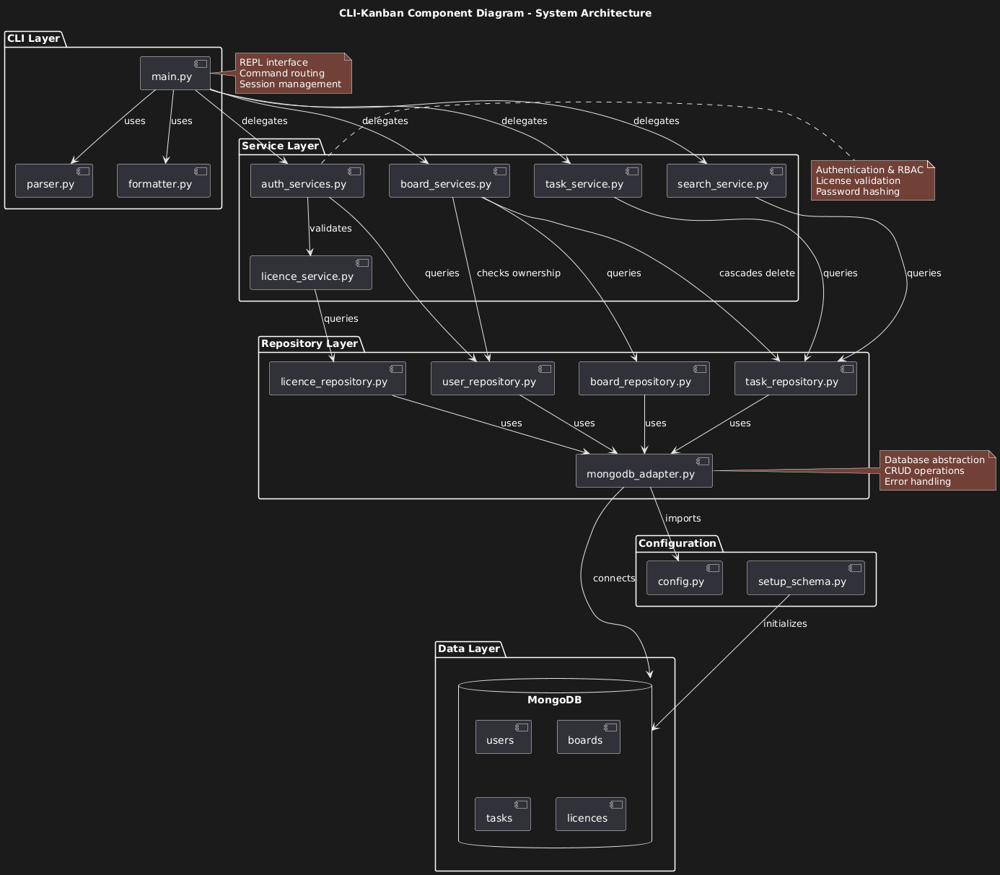 CLI-Kanban Component Diagram - System Architecture
CLI Layer
main.py
REPL interface
Command routing
Session management
uses
uses
delegates
delegates
delegates
delegates
parser.py
formatter.py
Service Layer
auth_services.py
board_services.py
task_service.py
search_service.py
Authentication & RBAC
License validation
Password hashing
validates
licence_service.py
queries
checks ownership
queries
cascades delete
queries
queries
queries
Repository Layer
licence_repository.py
user_repository.py
board_repository.py
task_repository.py
uses
uses
uses
uses
mongodb_adapter.py
Database abstraction
CRUD operations
Error handling
imports
Configuration
config.py
setup_schema.py
connects
initializes
Data Layer
MongoDB
users
boards
tasks
licences